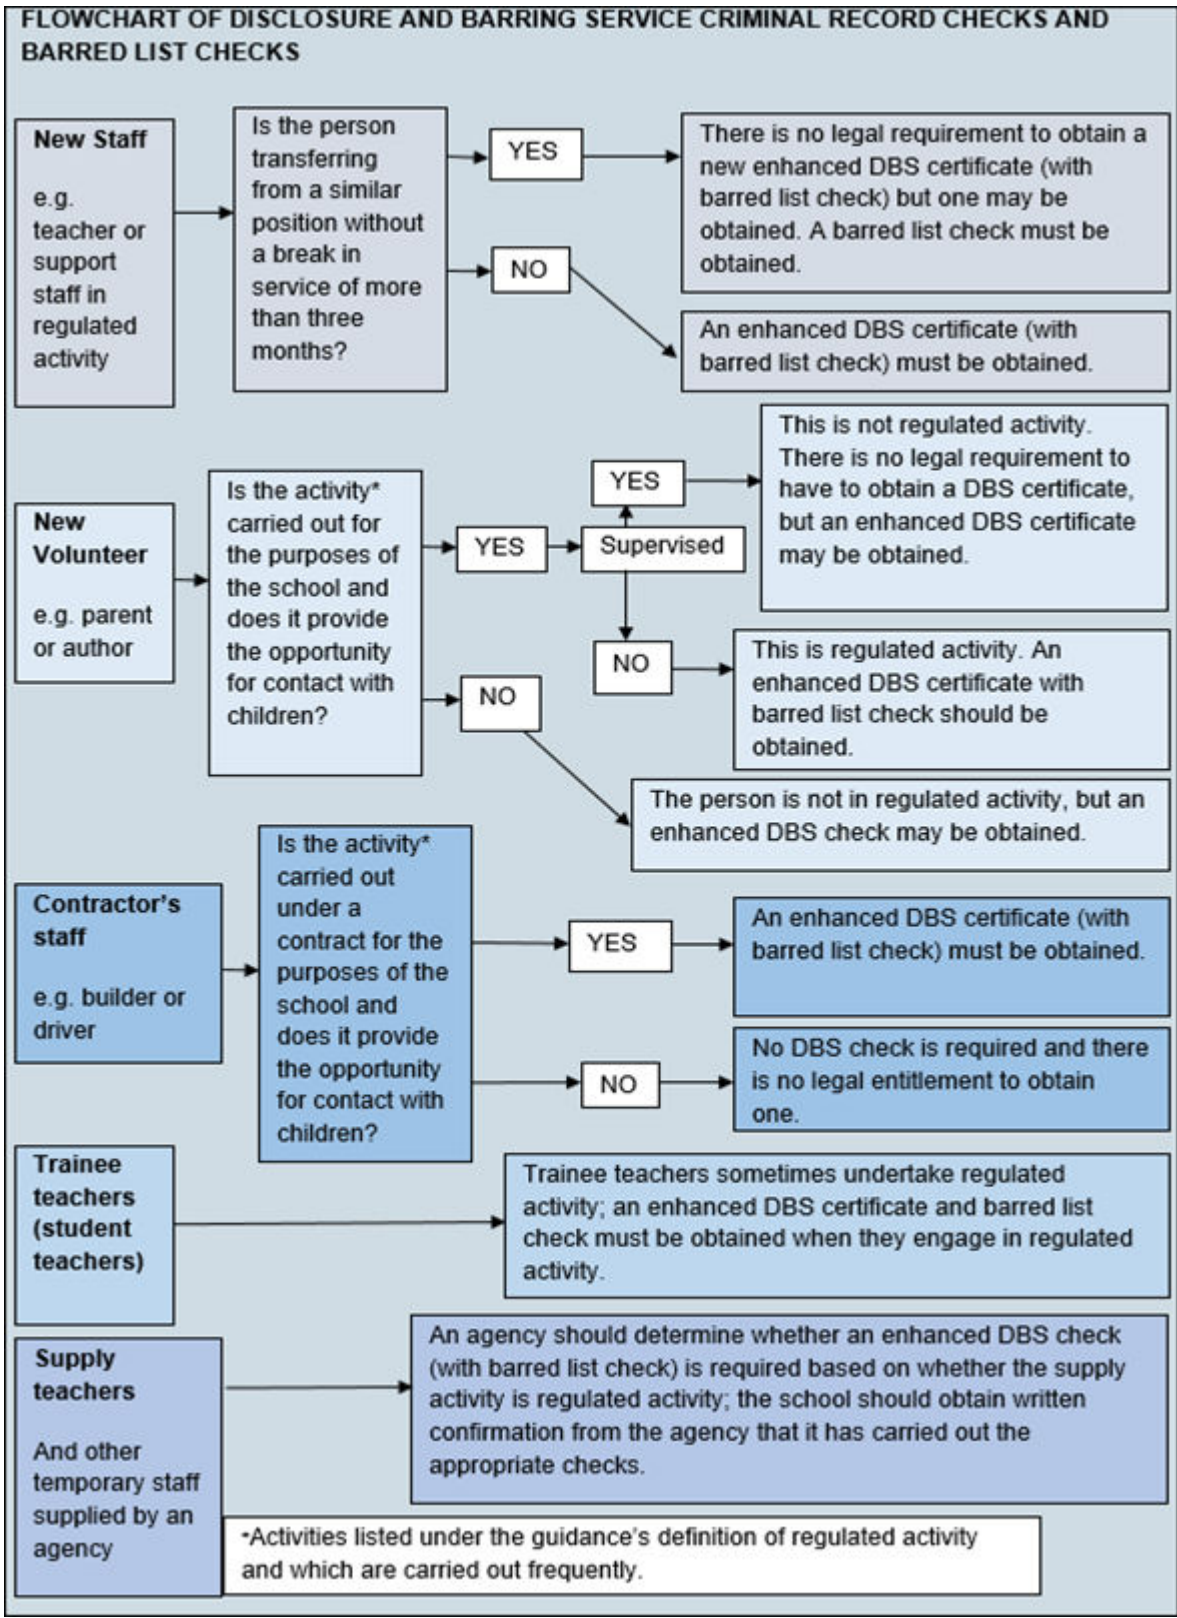 FLOWCHART OF DISCLOSURE AND BARRING SERVICE CRIMINAL RECORD CHECKS AND
BARRED LIST CHECKS
New Staff
e.g.
teacher or
support
staff in
regulated
activity
Is the person
transferring
from a similar
position without
a break in
service of more
than three
months?
YES
There is no legal requirement to obtain a
new enhanced DBS certificate (with
barred list check) but one may be
obtained. A barred list check must be
obtained.
NO
An enhanced DBS certificate (with
barred list check) must be obtained.
New
Volunteer
e.g. parent
or author
Is the activity*
carried out for
the purposes of
the school and
does it provide
the opportunity
for contact with
children?
YES
Supervised
YES
This is not regulated activity.
There is no legal requirement to
have to obtain a DBS certificate,
but an enhanced DBS certificate
may be obtained.
NO
This is regulated activity. An
enhanced DBS certificate with
barred list check should be
obtained.
NO
The person is not in regulated activity, but an
enhanced DBS check may be obtained.
Contractor's
staff
e.g. builder or
driver
Is the activity*
carried out
under a
contract for the
purposes of the
school and
does it provide
the opportunity
for contact with
children?
YES
An enhanced DBS certificate (with
barred list check) must be obtained.
NO
No DBS check is required and there
is no legal entitlement to obtain
one.
Trainee
teachers
(student
teachers)
Trainee teachers sometimes undertake regulated
activity; an enhanced DBS certificate and barred list
check must be obtained when they engage in regulated
activity.
Supply
teachers
And other
temporary staff
supplied by an
agency
An agency should determine whether an enhanced DBS check
(with barred list check) is required based on whether the supply
activity is regulated activity; the school should obtain written
confirmation from the agency that it has carried out the
appropriate checks.
*Activities listed under the guidance's definition of regulated activity
and which are carried out frequently.